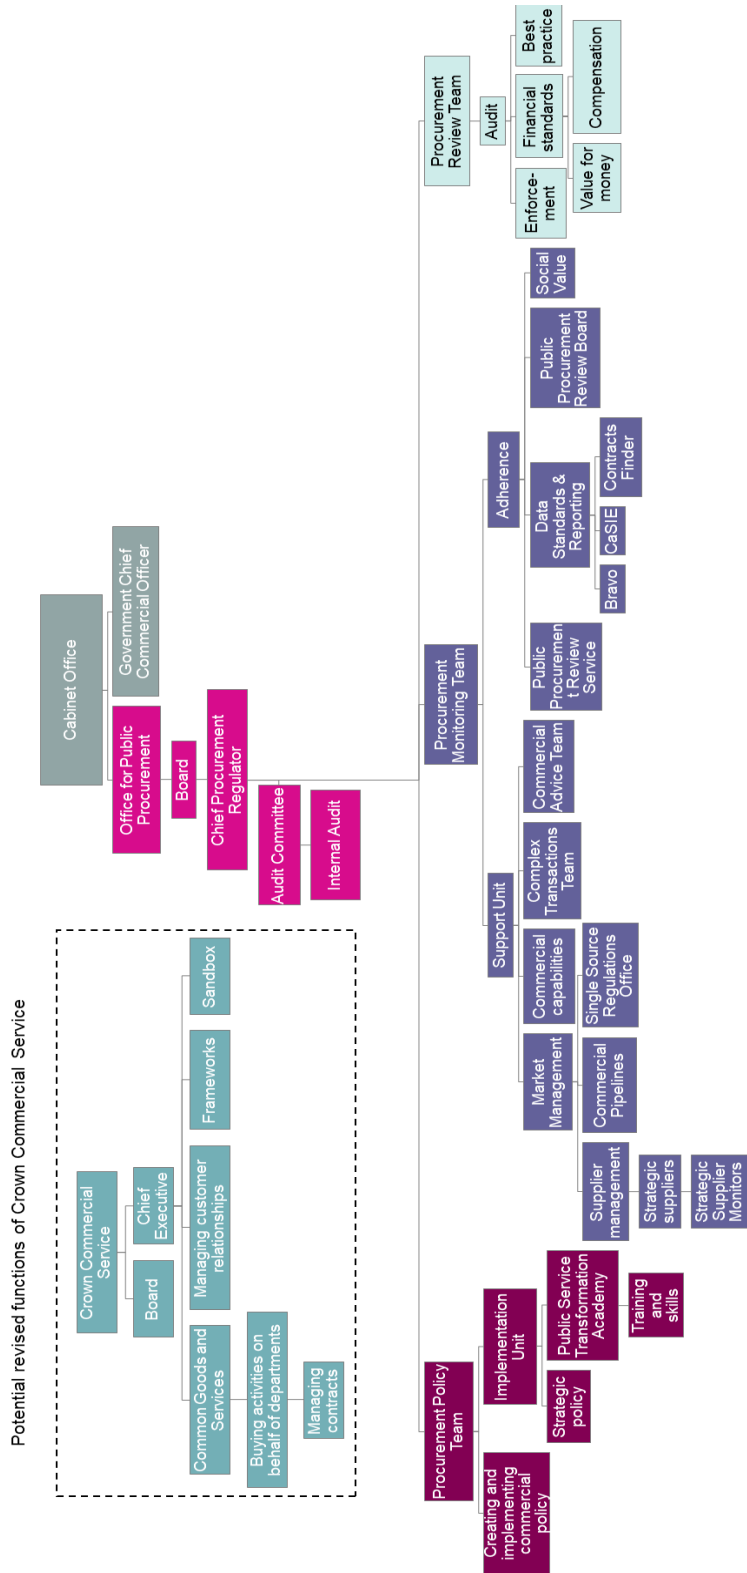 Potential revised functions of Crown Commercial Service
Crown Commercial
Service
Board
Chief
Executive
Common Goods and
Services
Managing customer
relationships
Frameworks
Sandbox
Buying activities on
behalf of departments
Managing
contracts
Cabinet Office
Office for Public
Procurement
Government Chief
Commercial Officer
Board
Chief Procurement
Regulator
Audit Committee
Internal Audit
Procurement Policy
Team
Creating and
implementing
commercial
policy
Implementation
Unit
Strategic
policy
Public Service
Transformation
Academy
Training
and
skills
Procurement
Monitoring Team
Support Unit
Market
Management
Commercial
capabilities
Complex
Transactions
Team
Commercial
Advice Team
Supplier
management
Commercial
Pipelines
Single Source
Regulations
Office
Strategic
suppliers
Strategic
Supplier
Monitors
Adherence
Public
Procuremen
t Review
Service
Data
Standards &
Reporting
Public
Procurement
Review Board
Social
Value
Bravo
CaSIE
Contracts
Finder
Procurement
Review Team
Audit
Enforce-
ment
Financial
standards
Best
practice
Value for
money
Compensation